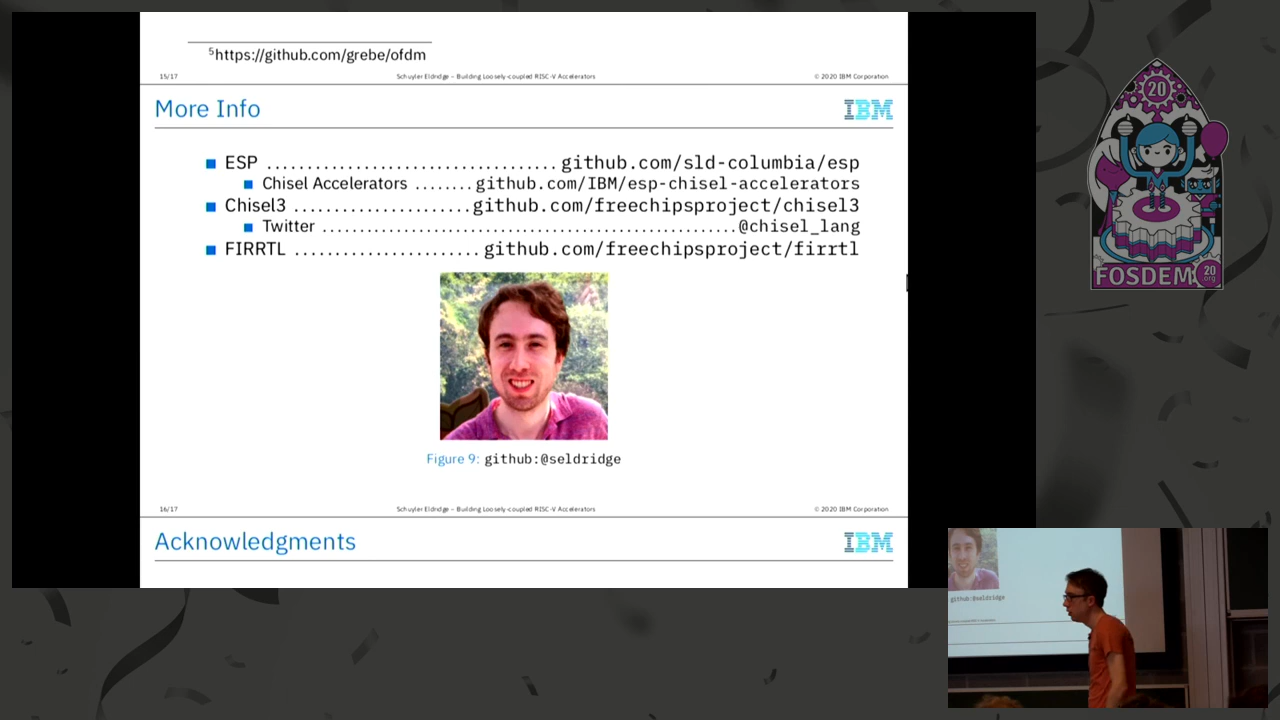 5https://github.com/grebe/ofdm
15/17 Schuyler Eldridge – Building Loosely-coupled RISC-V Accelerators © 2020 IBM Corporation
More Info IBM
ESP .................................... github.com/sld-columbia/esp
Chisel Accelerators ........ github.com/IBM/esp-chisel-accelerators
Chisel3 ...................... github.com/freechipsproject/chisel3
Twitter ........................................................ @chisel_lang
FIRRTL ....................... github.com/freechipsproject/firrtl
Figure 9: github:@seldridge
16/17 Schuyler Eldridge – Building Loosely-coupled RISC-V Accelerators © 2020 IBM Corporation
Acknowledgments IBM
20
FOSDEM 20 .org
github:@seldridge